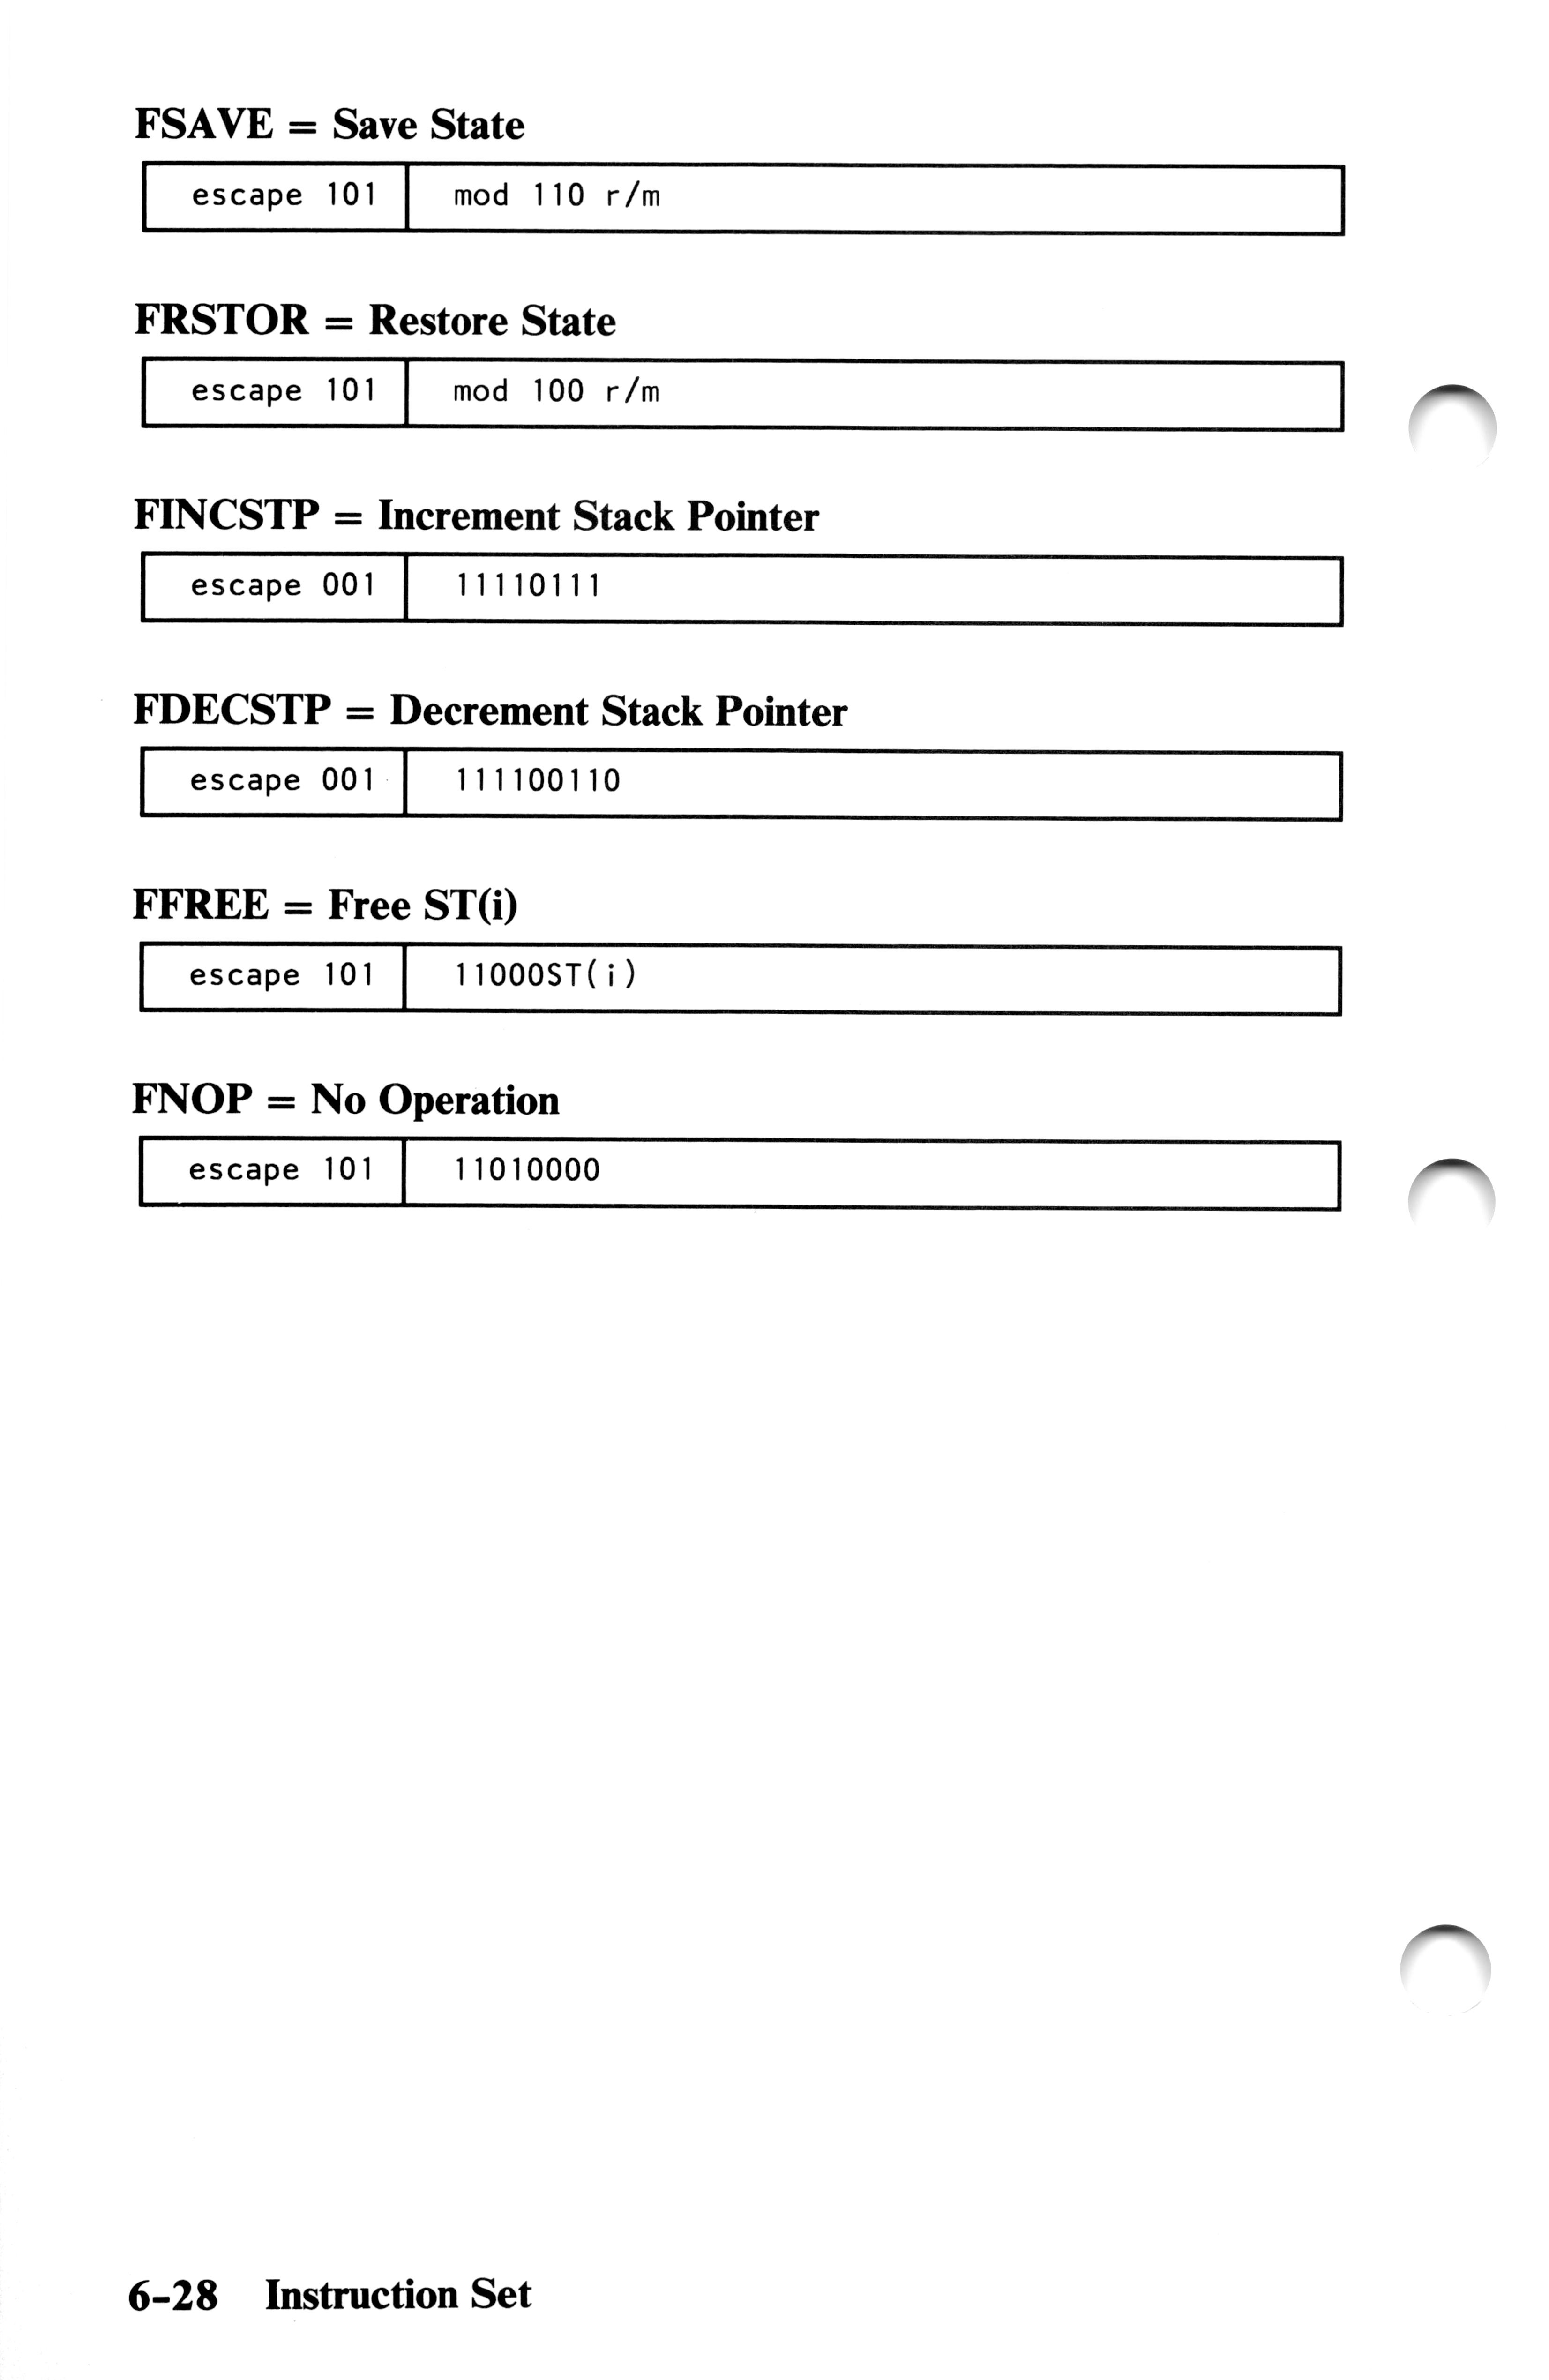 FSAVE = Save State
escape 101 mod 110 r/m
FRSTOR = Restore State
escape 101 mod 100 r/m
FINCSTP = Increment Stack Pointer
escape 001 11110111
FDECSTP = Decrement Stack Pointer
escape 001 111100110
FFREE = Free ST(i)
escape 101 11000ST(i)
FNOP = No Operation
escape 101 11010000
6-28 Instruction Set